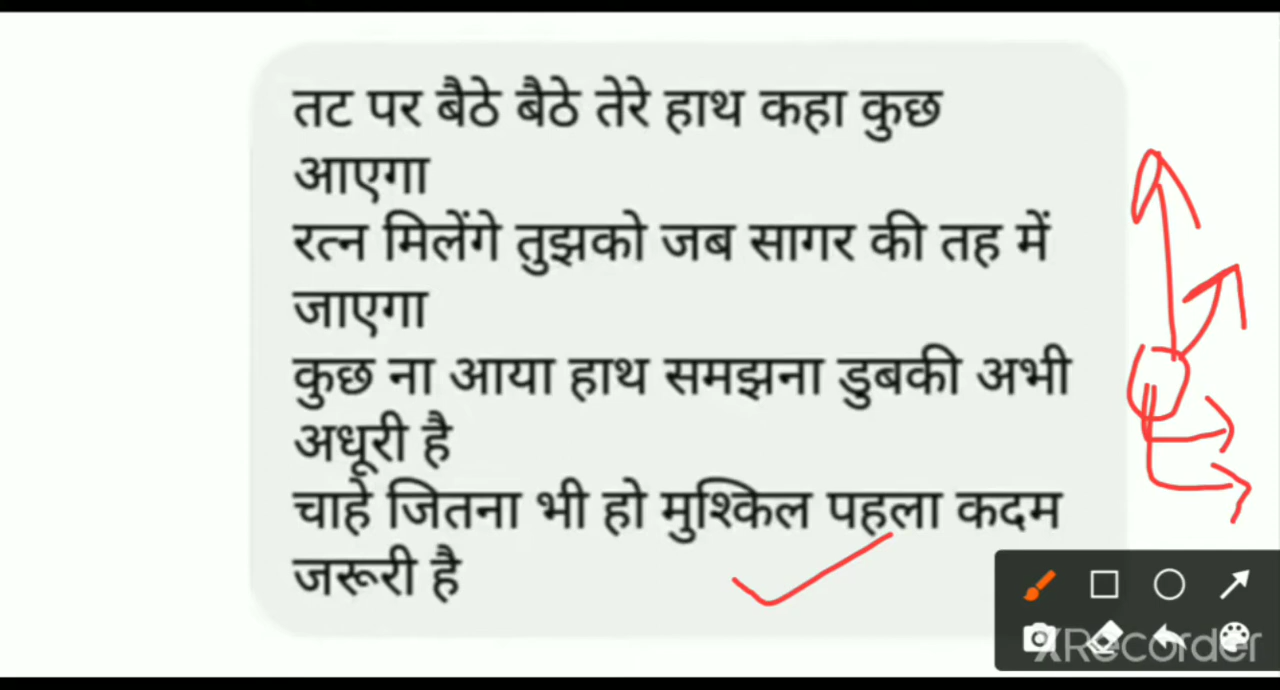 तट पर बैठे बैठे तेरे हाथ कहा कुछ
आएगा
रत्न मिलेंगे तुझको जब सागर की तह में
जाएगा
कुछ ना आया हाथ समझना डुबकी अभी
अधूरी है
चाहे जितना भी हो मुश्किल पहला कदम
जरूरी है
XRecorder